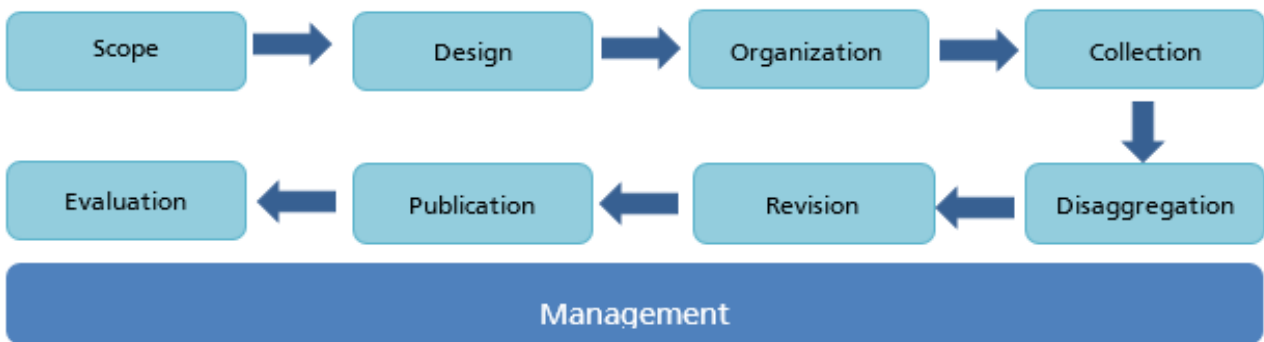 Scope
Design
Organization
Collection
Disaggregation
Revision
Publication
Evaluation
Management